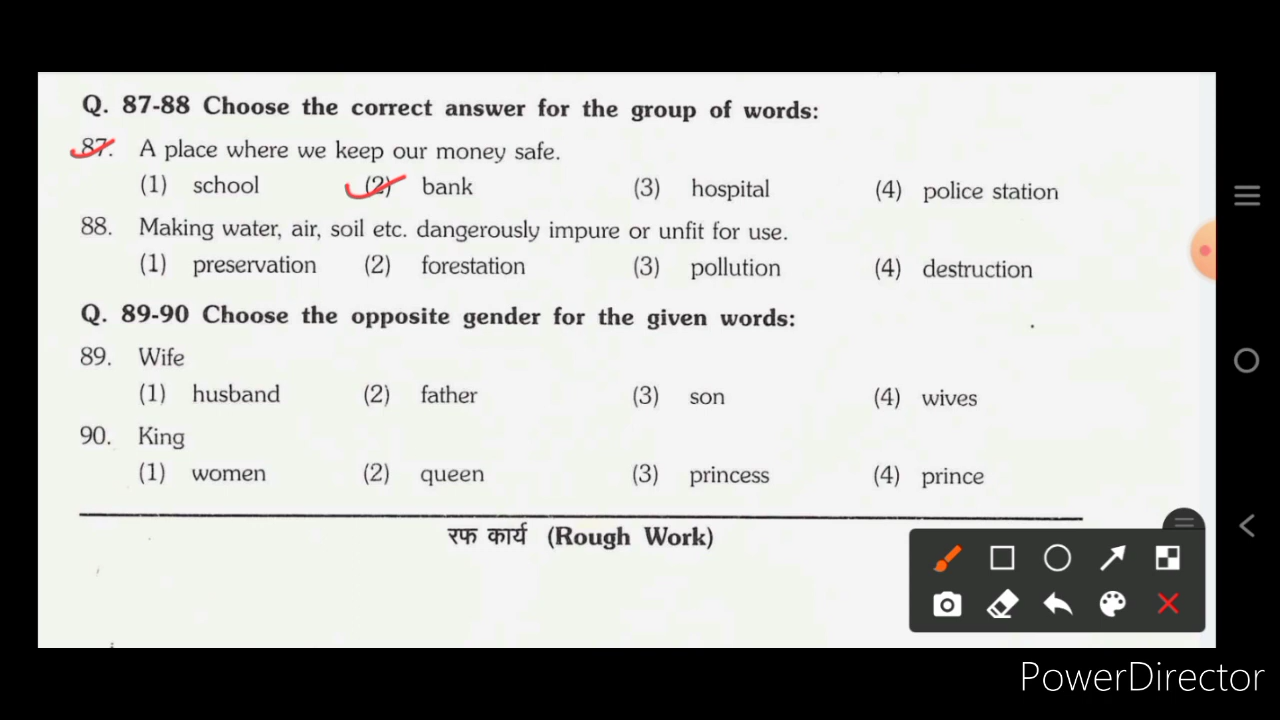 Q. 87-88 Choose the correct answer for the group of words:
87. A place where we keep our money safe.
(1) school (2) bank (3) hospital (4) police station
88. Making water, air, soil etc. dangerously impure or unfit for use.
(1) preservation (2) forestation (3) pollution (4) destruction
Q. 89-90 Choose the opposite gender for the given words:
89. Wife
(1) husband (2) father (3) son (4) wives
90. King
(1) women (2) queen (3) princess (4) prince
रफ कार्य (Rough Work)
PowerDirector